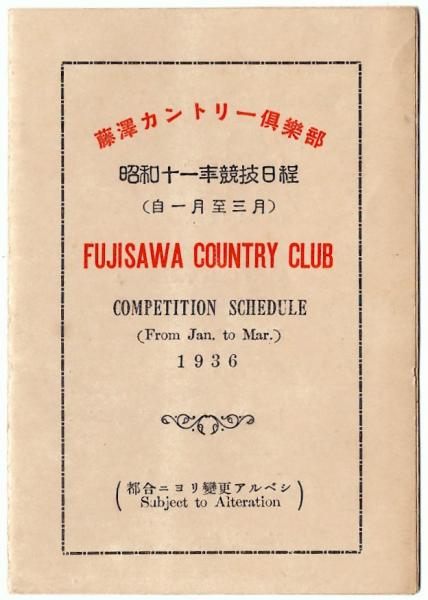 藤澤カントリー倶樂部
昭和十一年競技日程
(自一月至三月)
FUJISAWA COUNTRY CLUB
COMPETITION SCHEDULE
(From Jan. to Mar.)
1936
(都合ニヨリ變更アルベシ
Subject to Alteration)